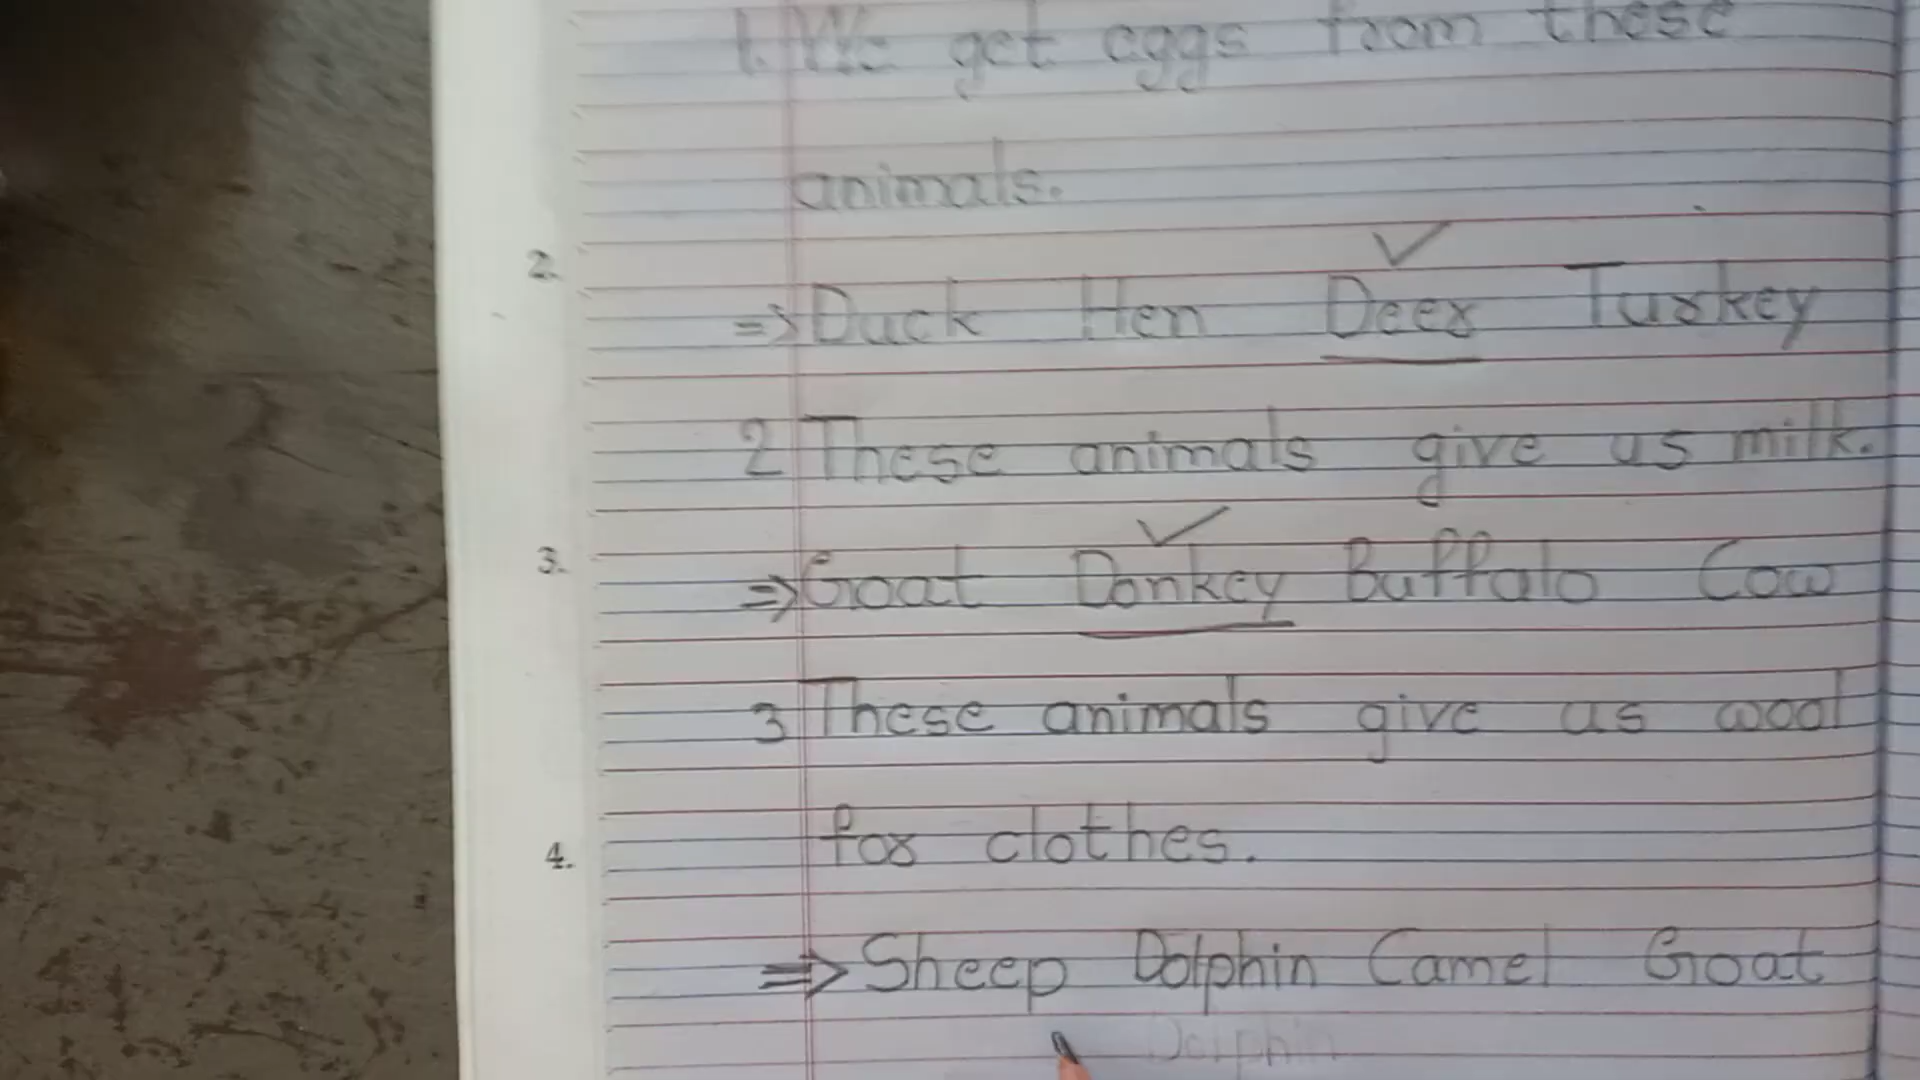 1. We get eggs from these
animals.
2.
⇒ Duck Hen Deer Turkey
2 These animals give us milk.
3.
⇒ Goat Donkey Buffalo Cow
3 These animals give us wool
for clothes.
4.
⇒ Sheep Dolphin Camel Goat
Dolphin